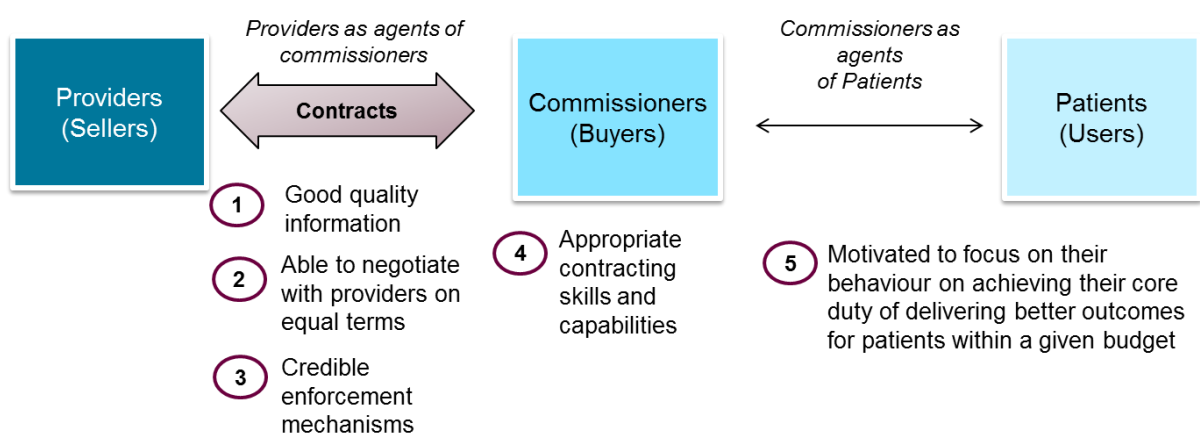 Providers as agents of
commissioners
Commissioners as
agents
of Patients
Providers
(Sellers)
Contracts
Commissioners
(Buyers)
Patients
(Users)
1
Good quality
information
2
Able to negotiate
with providers on
equal terms
3
Credible
enforcement
mechanisms
4
Appropriate
contracting
skills and
capabilities
5
Motivated to focus on their
behaviour on achieving their core
duty of delivering better outcomes
for patients within a given budget